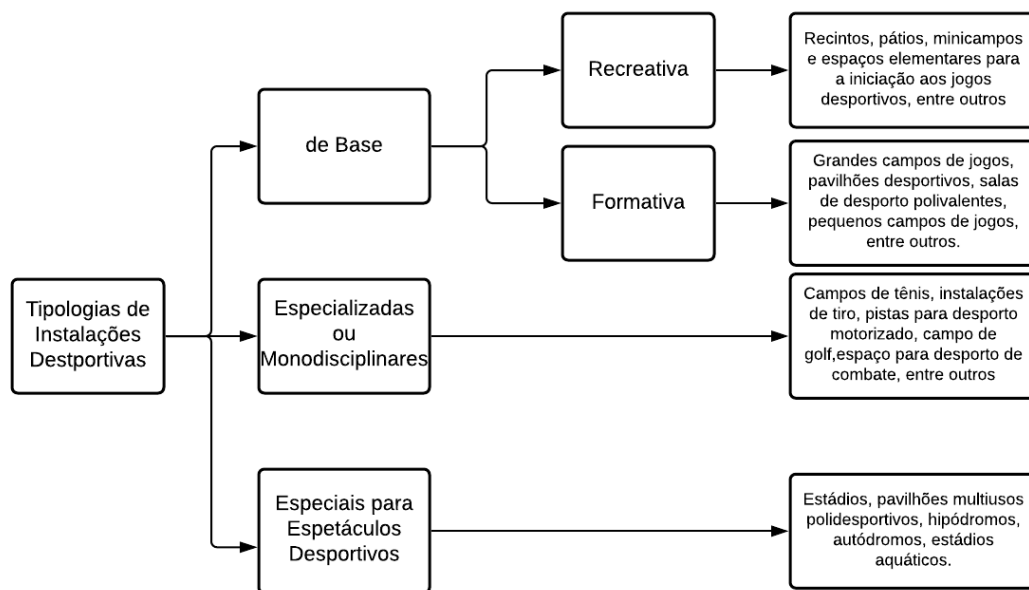 Tipologias de
Instalações
Destportivas
de Base
Recreativa
Recintos, pátios, minicampos
e espaços elementares para
a iniciação aos jogos
desportivos, entre outros
Formativa
Grandes campos de jogos,
pavilhões desportivos, salas
de desporto polivalentes,
pequenos campos de jogos,
entre outros.
Especializadas
ou
Monodisciplinares
Campos de tênis, instalações
de tiro, pistas para desporto
motorizado, campo de
golf,espaço para desporto de
combate, entre outros
Especiais para
Espetáculos
Desportivos
Estádios, pavilhões multiusos
polidesportivos, hipódromos,
autódromos, estádios
aquáticos.